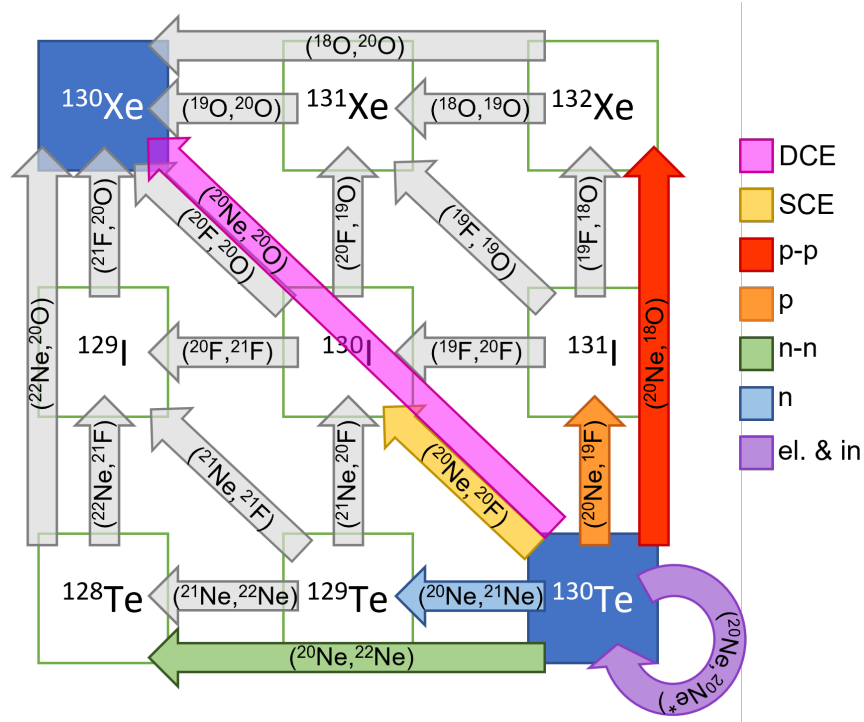 (¹⁸O,²⁰O)
¹³⁰Xe
(¹⁹O,²⁰O)
¹³¹Xe
(¹⁸O,¹⁹O)
¹³²Xe
(²²Ne,²⁰O)
(²¹F,²⁰O)
(²⁰Ne,²⁰O)
(²⁰F,²⁰O)
(²⁰F,¹⁹O)
(¹⁹F,¹⁹O)
(¹⁹F,¹⁸O)
(²⁰Ne,¹⁸O)
¹²⁹I
(²⁰F,²¹F)
¹³⁰I
(¹⁹F,²⁰F)
¹³¹I
(²²Ne,²¹F)
(²¹Ne,²¹F)
(²¹Ne,²⁰F)
(²⁰Ne,²⁰F)
(²⁰Ne,¹⁹F)
¹²⁸Te
(²¹Ne,²²Ne)
¹²⁹Te
(²⁰Ne,²¹Ne)
¹³⁰Te
(²⁰Ne,²⁰Ne*)
(²⁰Ne,²²Ne)
DCE
SCE
p-p
p
n-n
n
el. & in